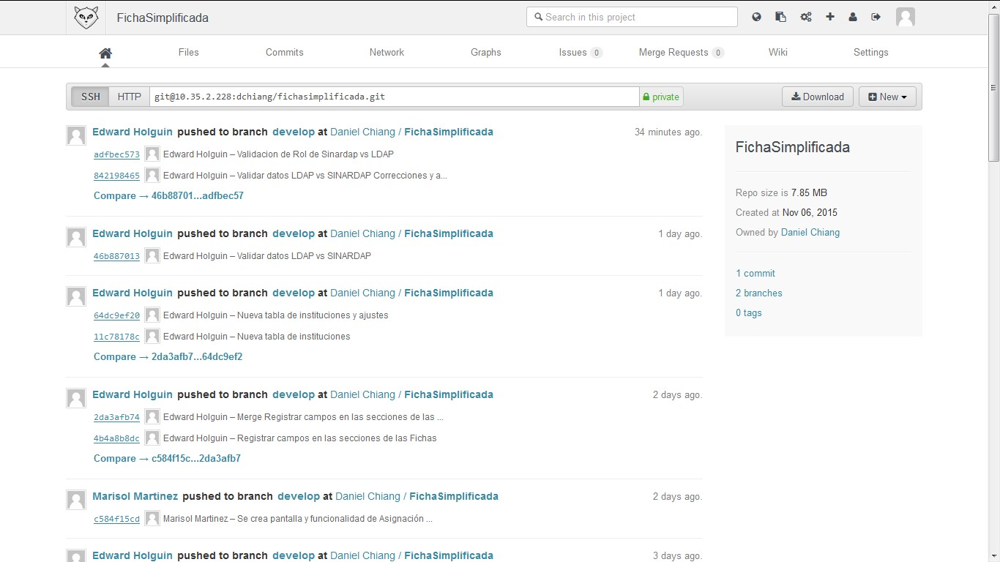 FichaSimplificada
Search in this project
Files Commits Network Graphs Issues 0 Merge Requests 0 Wiki Settings
SSH HTTP git@10.35.2.228:dchiang/fichasimplificada.git private Download New
Edward Holguin pushed to branch develop at Daniel Chiang / FichaSimplificada 34 minutes ago.
adfbec573 Edward Holguin – Validacion de Rol de Sinardap vs LDAP
842198465 Edward Holguin – Validar datos LDAP vs SINARDAP Correcciones y a...
Compare → 46b88701...adfbec57
Edward Holguin pushed to branch develop at Daniel Chiang / FichaSimplificada 1 day ago.
46b887013 Edward Holguin – Validar datos LDAP vs SINARDAP
Edward Holguin pushed to branch develop at Daniel Chiang / FichaSimplificada 1 day ago.
64dc9ef20 Edward Holguin – Nueva tabla de instituciones y ajustes
11c78178c Edward Holguin – Nueva tabla de instituciones
Compare → 2da3afb7...64dc9ef2
Edward Holguin pushed to branch develop at Daniel Chiang / FichaSimplificada 2 days ago.
2da3afb74 Edward Holguin – Merge Registrar campos en las secciones de las ...
4b4a8b8dc Edward Holguin – Registrar campos en las secciones de las Fichas
Compare → c584f15c...2da3afb7
Marisol Martinez pushed to branch develop at Daniel Chiang / FichaSimplificada 2 days ago.
c584f15cd Marisol Martinez – Se crea pantalla y funcionalidad de Asignación ...
Edward Holguin pushed to branch develop at Daniel Chiang / FichaSimplificada 3 days ago.
FichaSimplificada
Repo size is 7.85 MB
Created at Nov 06, 2015
Owned by Daniel Chiang
1 commit
2 branches
0 tags